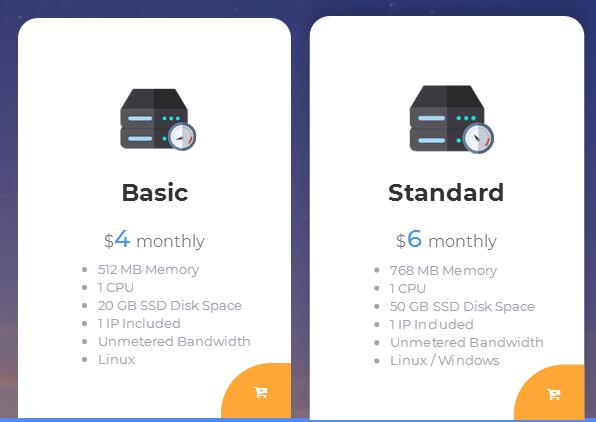 Basic
$4 monthly
512 MB Memory
1 CPU
20 GB SSD Disk Space
1 IP Included
Unmetered Bandwidth
Linux
Standard
$6 monthly
768 MB Memory
1 CPU
50 GB SSD Disk Space
1 IP Included
Unmetered Bandwidth
Linux / Windows